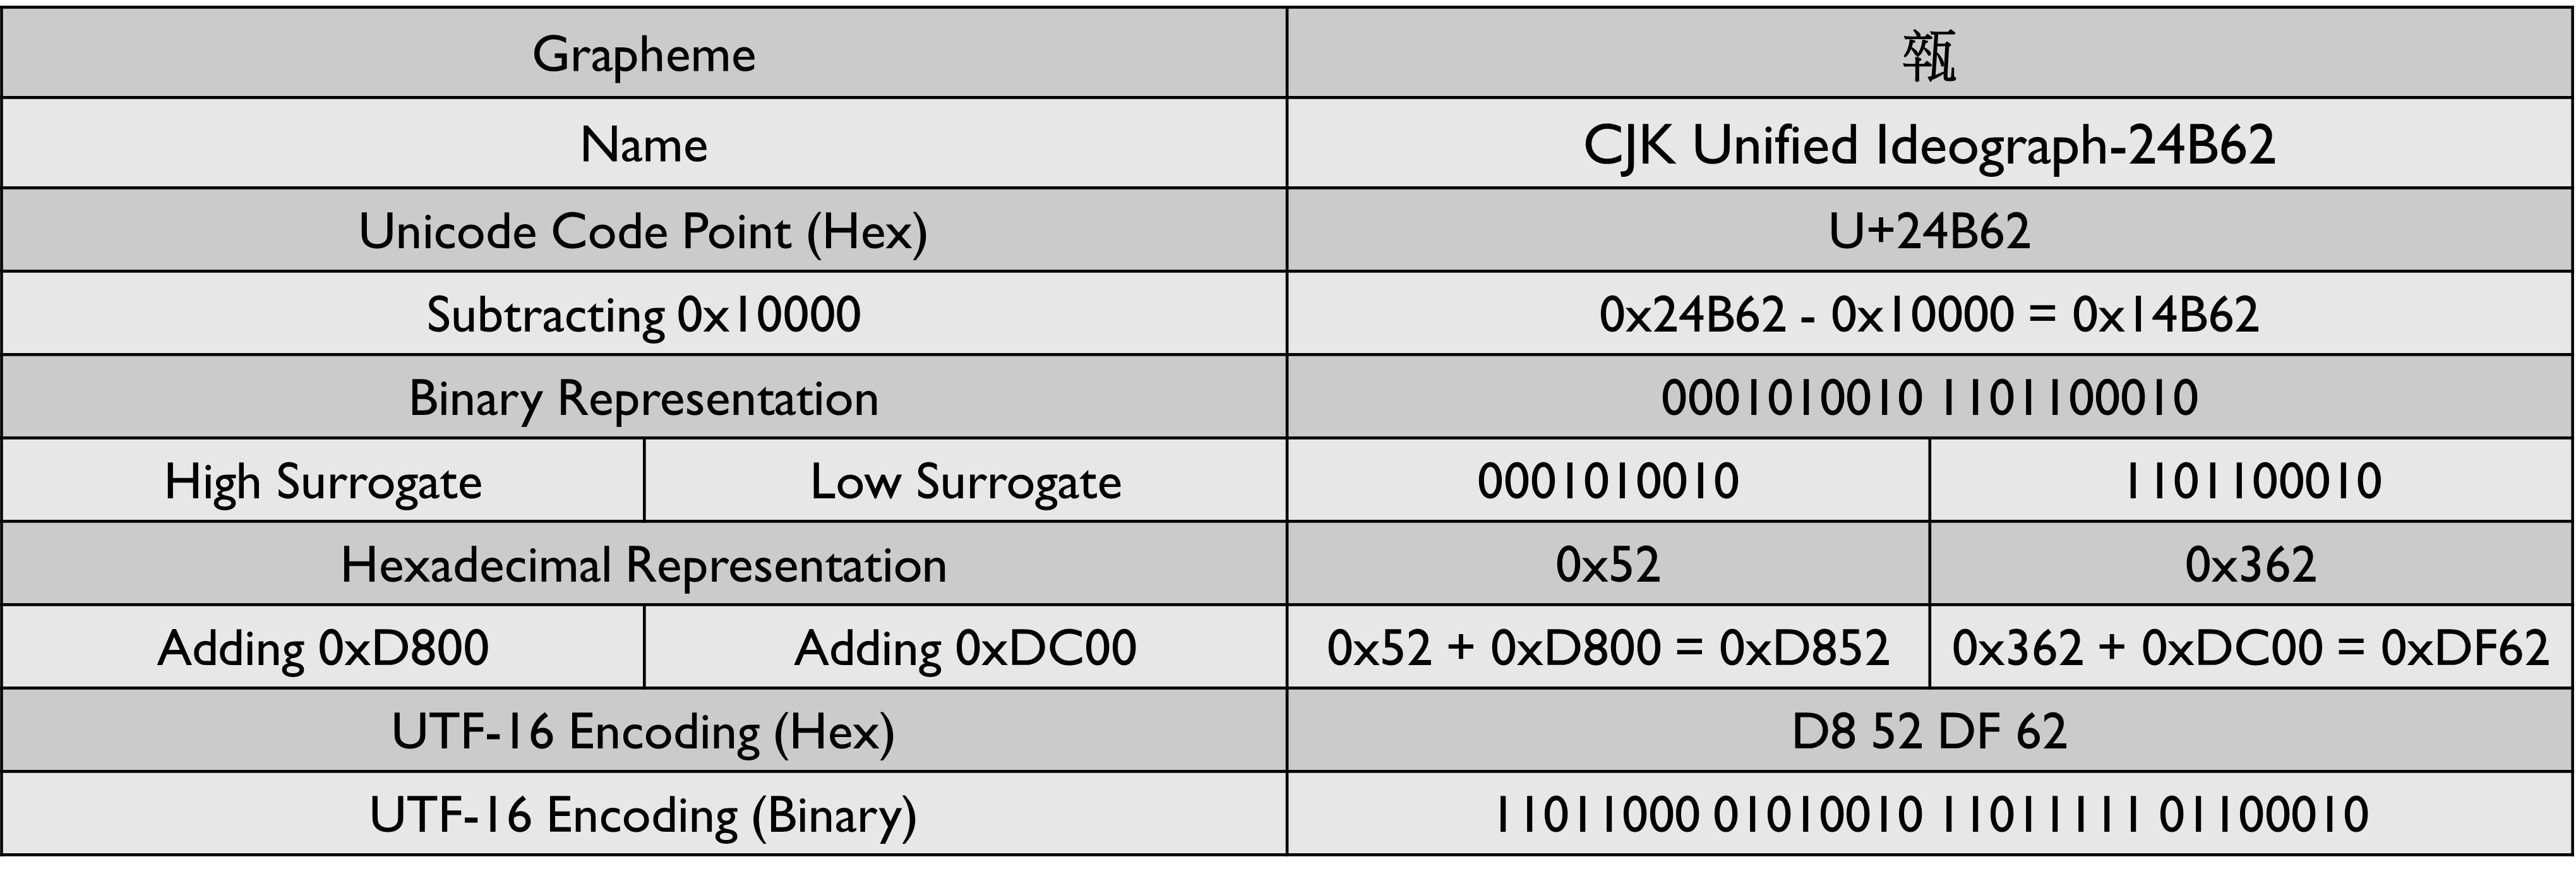 Grapheme 𤭢
Name CJK Unified Ideograph-24B62
Unicode Code Point (Hex) U+24B62
Subtracting 0x10000 0x24B62 - 0x10000 = 0x14B62
Binary Representation 0001010010 1101100010
High Surrogate Low Surrogate 0001010010 1101100010
Hexadecimal Representation 0x52 0x362
Adding 0xD800 Adding 0xDC00 0x52 + 0xD800 = 0xD852 0x362 + 0xDC00 = 0xDF62
UTF-16 Encoding (Hex) D8 52 DF 62
UTF-16 Encoding (Binary) 11011000 01010010 11011111 01100010